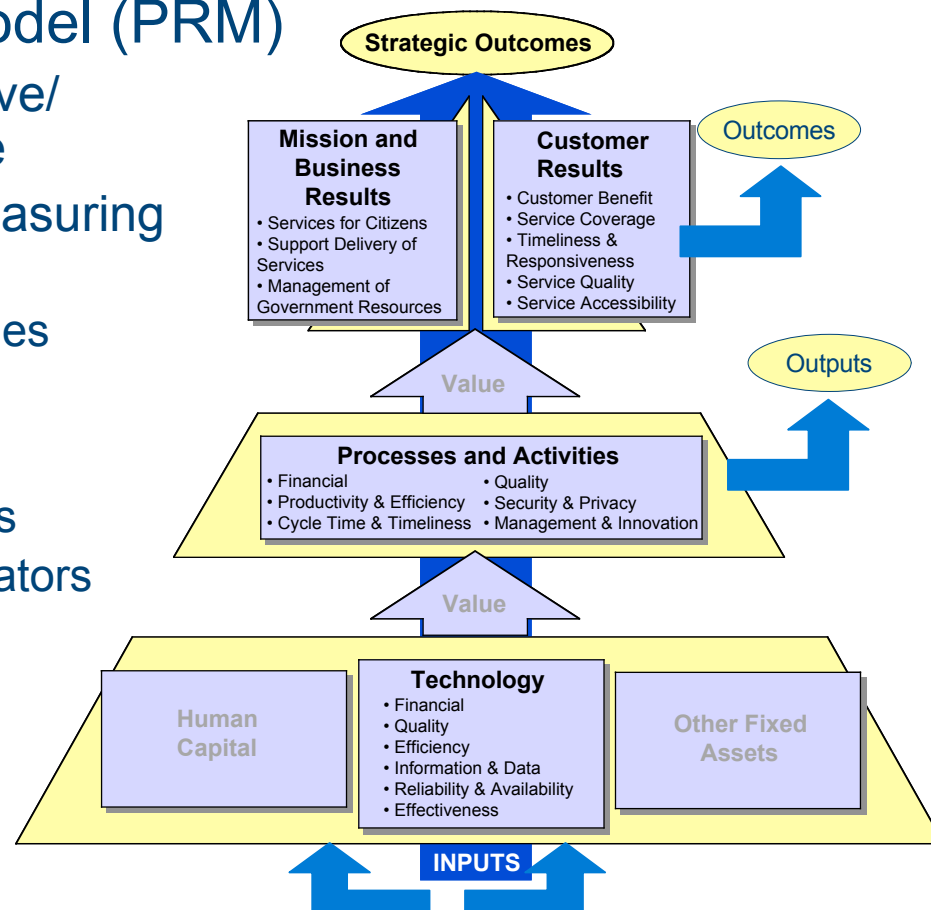 odel (PRM)
ve/
e
asuring
es
s
ators
Strategic Outcomes
Mission and
Business
Results
• Services for Citizens
• Support Delivery of
Services
• Management of
Government Resources
Customer
Results
• Customer Benefit
• Service Coverage
• Timeliness &
Responsiveness
• Service Quality
• Service Accessibility
Outcomes
Value
Outputs
Processes and Activities
• Financial
• Productivity & Efficiency
• Cycle Time & Timeliness
• Quality
• Security & Privacy
• Management & Innovation
Value
Human
Capital
Technology
• Financial
• Quality
• Efficiency
• Information & Data
• Reliability & Availability
• Effectiveness
Other Fixed
Assets
INPUTS